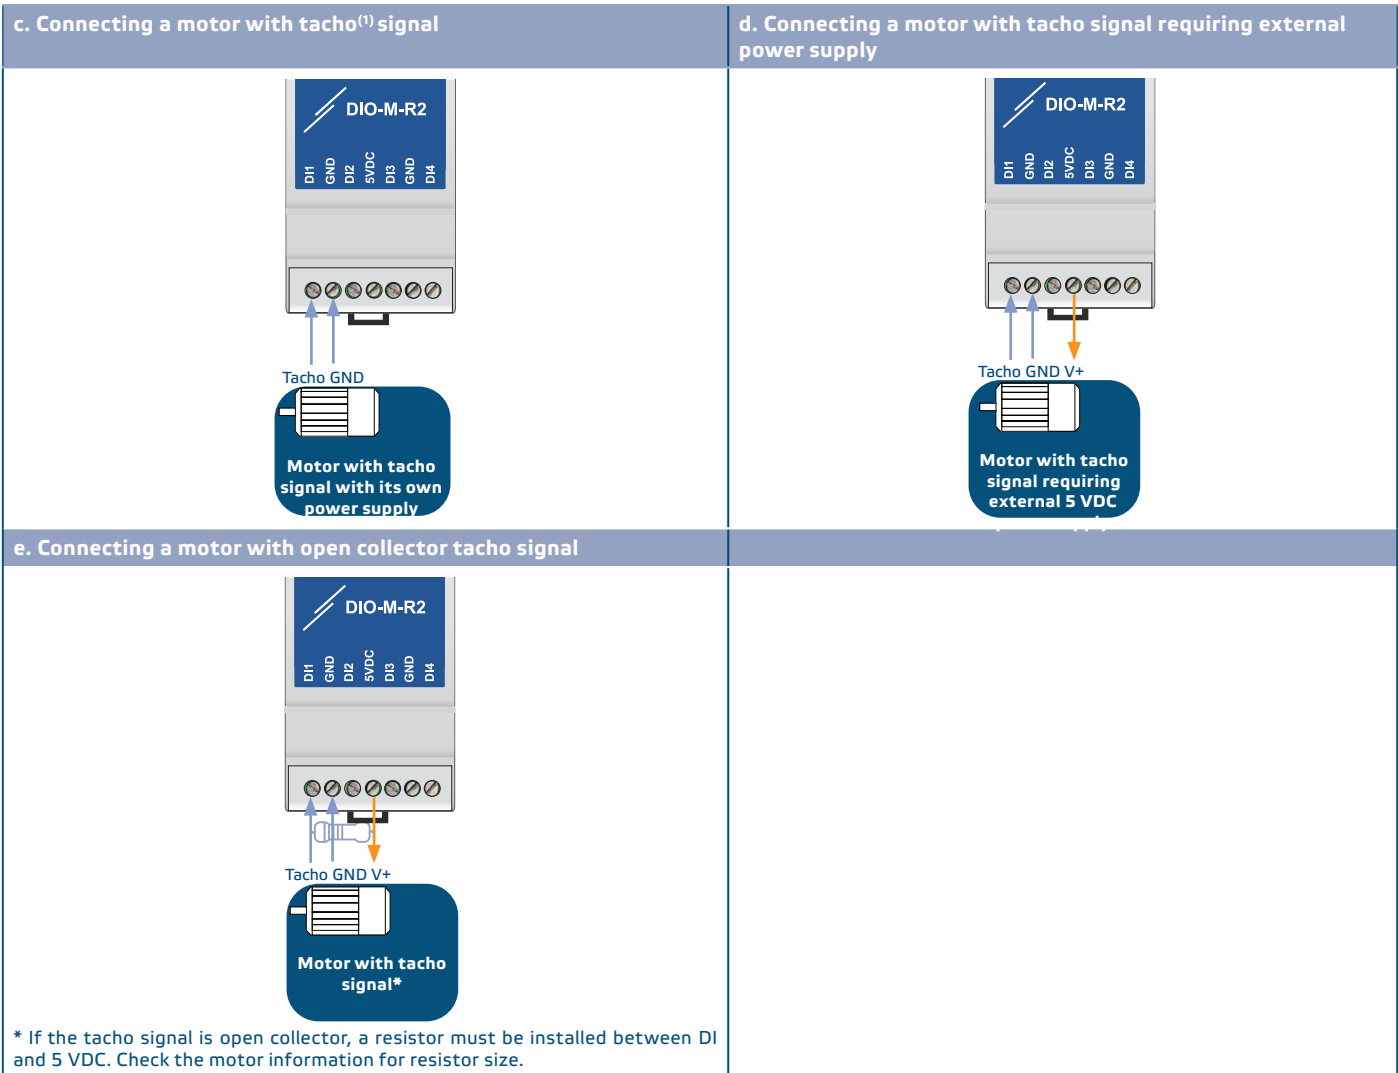 c. Connecting a motor with tacho(1) signal
d. Connecting a motor with tacho signal requiring external
power supply
DIO-M-R2
DI1
GND
DI2
5VDC
DI3
GND
DI4
Tacho GND
Motor with tacho
signal with its own
power supply
DIO-M-R2
DI1
GND
DI2
5VDC
DI3
GND
DI4
Tacho GND V+
Motor with tacho
signal requiring
external 5 VDC
e. Connecting a motor with open collector tacho signal
DIO-M-R2
DI1
GND
DI2
5VDC
DI3
GND
DI4
Tacho GND V+
Motor with tacho
signal*
* If the tacho signal is open collector, a resistor must be installed between DI
and 5 VDC. Check the motor information for resistor size.